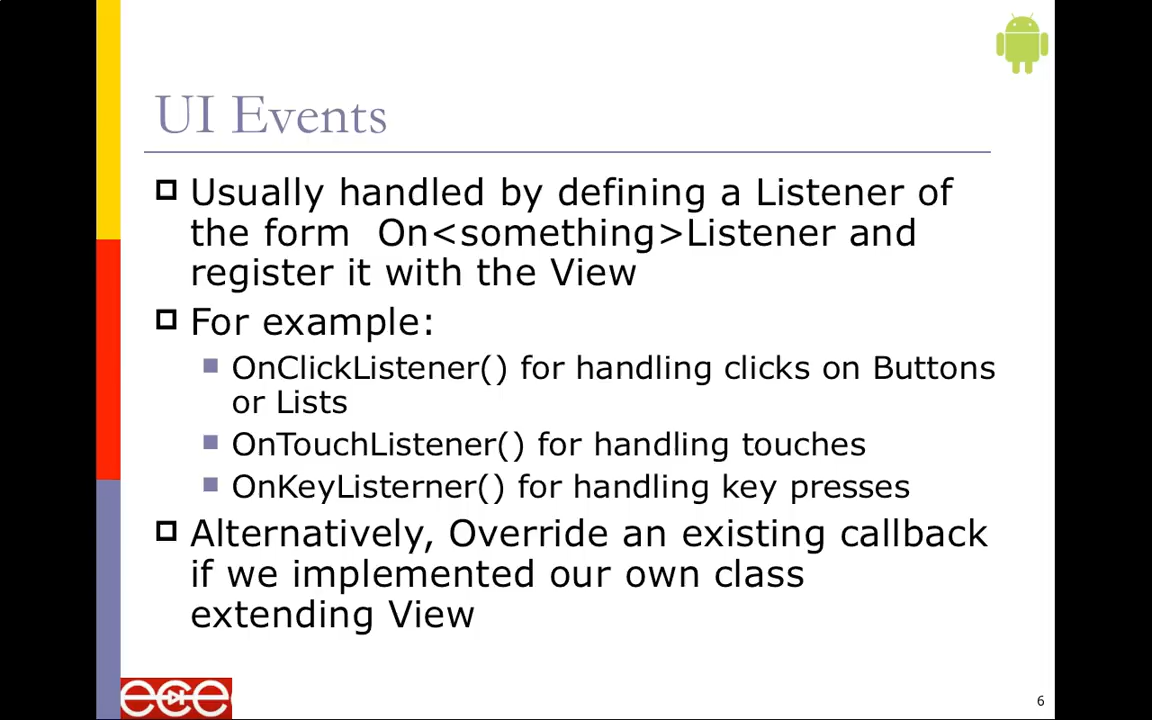 UI Events
Usually handled by defining a Listener of
the form  On<something>Listener and
register it with the View
For example:
OnClickListener() for handling clicks on Buttons
or Lists
OnTouchListener() for handling touches
OnKeyListerner() for handling key presses
Alternatively, Override an existing callback
if we implemented our own class
extending View
ece
6